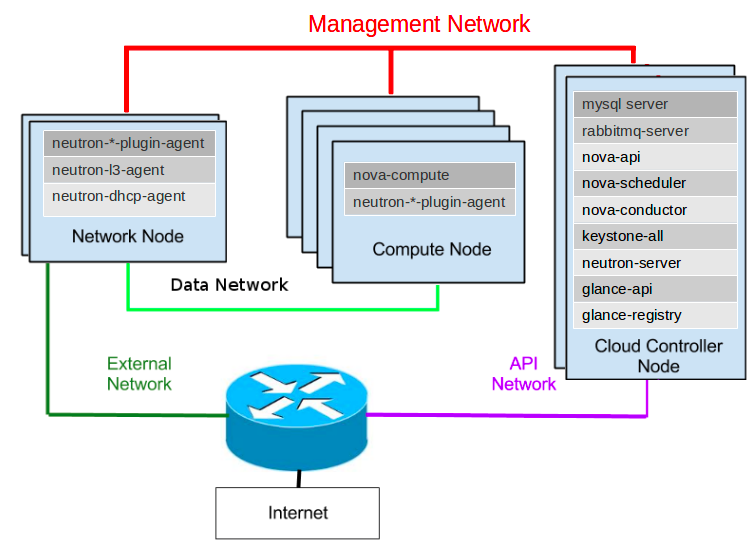 Management Network
neutron-*-plugin-agent
neutron-l3-agent
neutron-dhcp-agent
Network Node
nova-compute
neutron-*-plugin-agent
Compute Node
mysql server
rabbitmq-server
nova-api
nova-scheduler
nova-conductor
keystone-all
neutron-server
glance-api
glance-registry
Cloud Controller
Node
Data Network
External
Network
API
Network
Internet